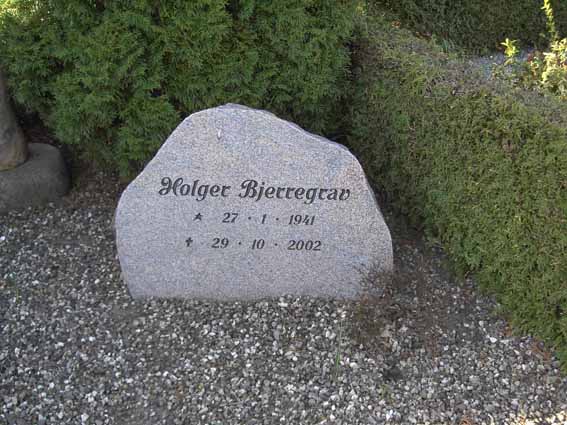 Holger Bjerregrav
* 27 · 1 · 1941
✝ 29 · 10 · 2002